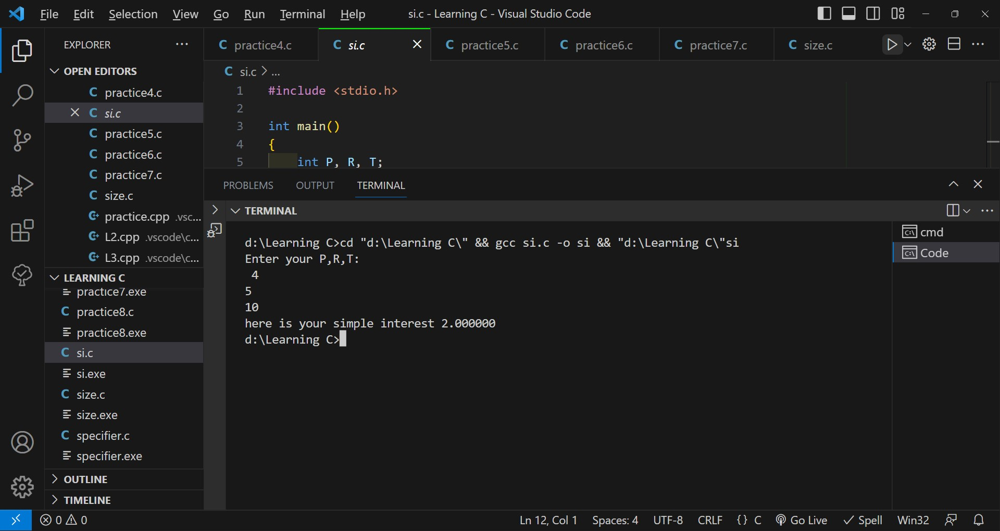 File Edit Selection View Go Run Terminal Help si.c - Learning C - Visual Studio Code
EXPLORER
OPEN EDITORS
practice4.c
si.c
practice5.c
practice6.c
practice7.c
size.c
practice.cpp .vsc...
L2.cpp .vscode\c...
L3.cpp .vscode\c...
LEARNING C
practice7.exe
practice8.c
practice8.exe
si.c
si.exe
size.c
size.exe
specifier.c
specifier.exe
OUTLINE
TIMELINE
practice4.c si.c practice5.c practice6.c practice7.c size.c
si.c > ...
1 #include <stdio.h>
2
3 int main()
4 {
5 int P, R, T;
PROBLEMS OUTPUT TERMINAL
TERMINAL
d:\Learning C>cd "d:\Learning C\" && gcc si.c -o si && "d:\Learning C\"si
Enter your P,R,T:
4
5
10
here is your simple interest 2.000000
d:\Learning C>
cmd
Code
0 0 Ln 12, Col 1 Spaces: 4 UTF-8 CRLF {} C Go Live Spell Win32